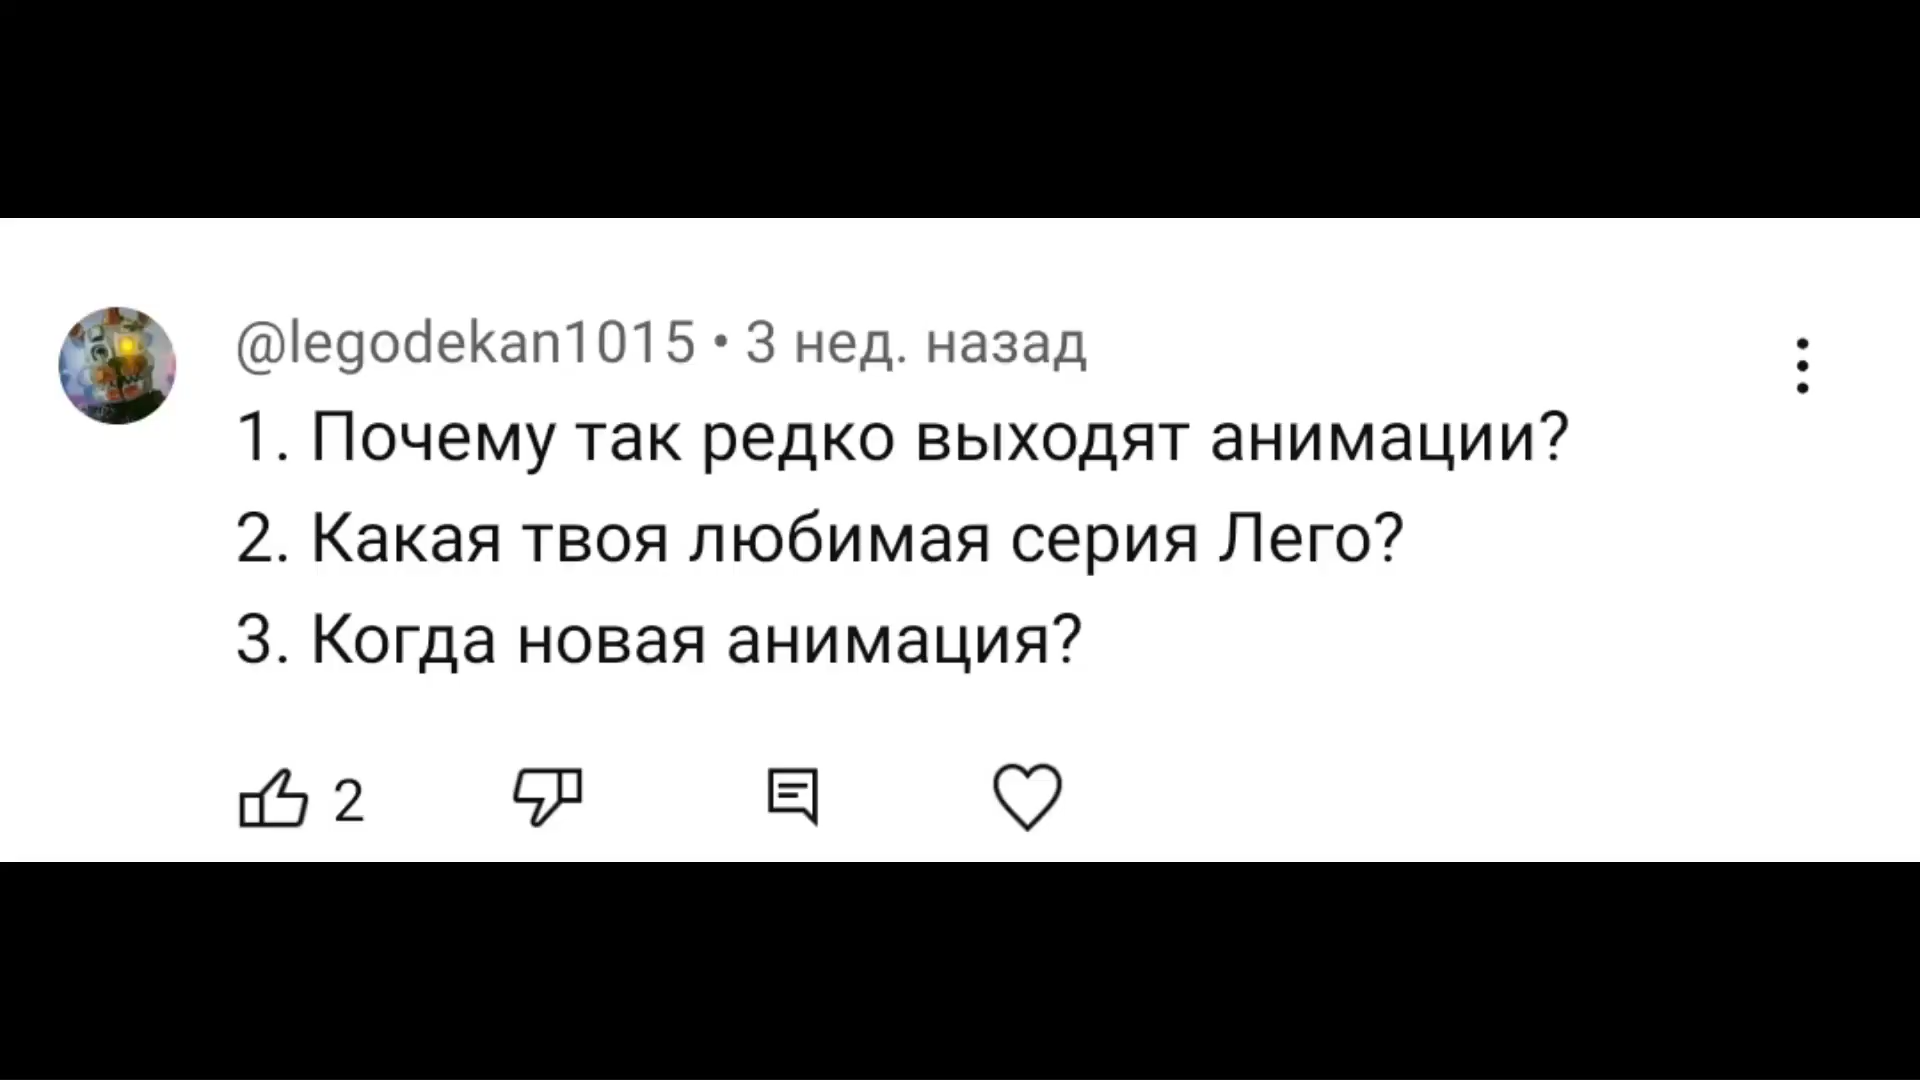 @legodekan1015 • 3 нед. назад
1. Почему так редко выходят анимации?
2. Какая твоя любимая серия Лего?
3. Когда новая анимация?
2